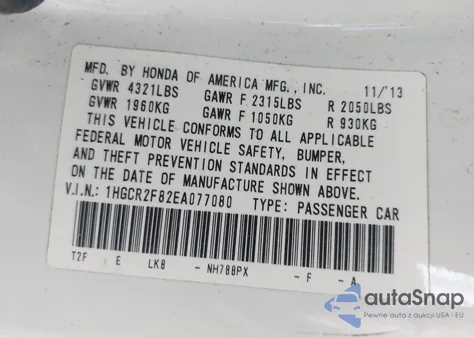 MFD. BY HONDA OF AMERICA MFG., INC. 11/'13
GVWR 4321LBS GAWR F 2315LBS R 2050LBS
GVWR 1960KG GAWR F 1050KG R 930KG
THIS VEHICLE CONFORMS TO ALL APPLICABLE
FEDERAL MOTOR VEHICLE SAFETY, BUMPER,
AND THEFT PREVENTION STANDARDS IN EFFECT
ON THE DATE OF MANUFACTURE SHOWN ABOVE.
V.I.N.: 1HGCR2F82EA077080 TYPE: PASSENGER CAR
T2F E LK8 - NH788PX - F - A
autoSnap
Pewne auta z aukcji USA i EU